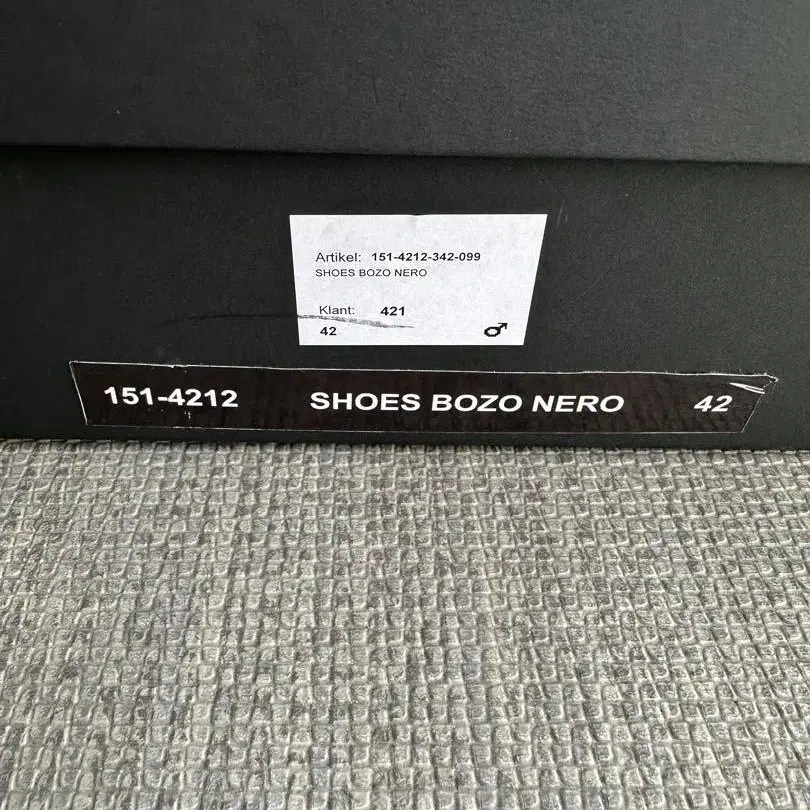 Artikel: 151-4212-342-099
SHOES BOZO NERO
Klant: 421
42
151-4212 SHOES BOZO NERO 42